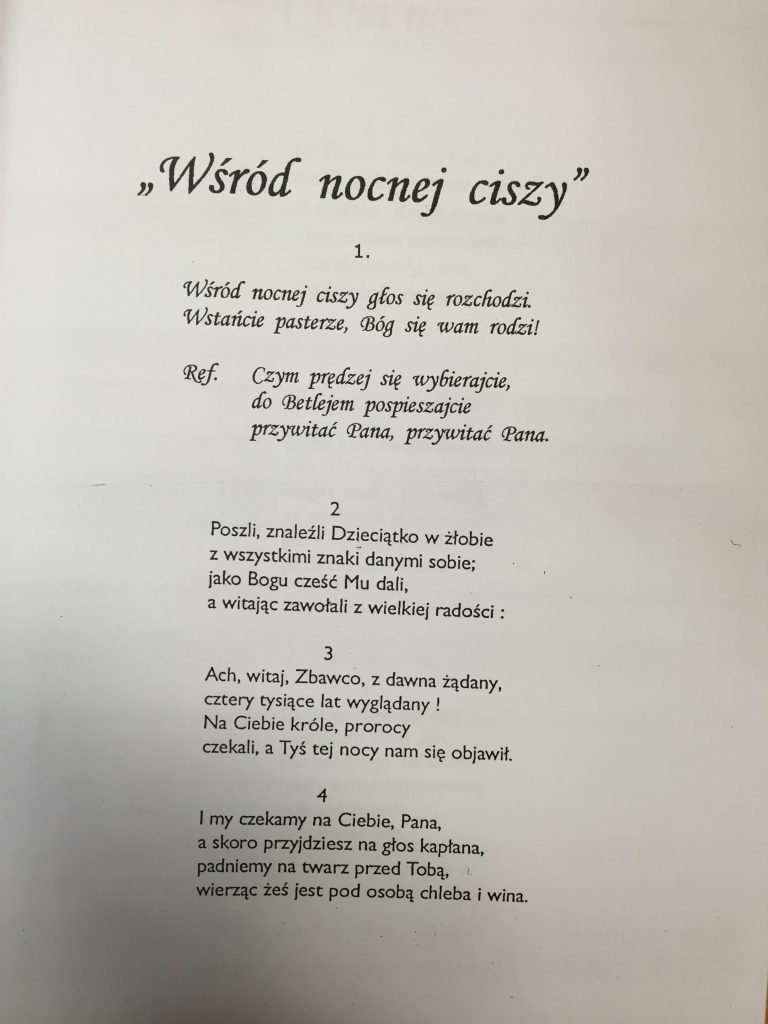 „Wśród nocnej ciszy”
1.
Wśród nocnej ciszy głos się rozchodzi.
Wstańcie pasterze, Bóg się wam rodzi!
Ref. Czym prędzej się wybierajcie,
do Betlejem pospieszajcie
przywitać Pana, przywitać Pana.
2
Poszli, znaleźli Dzieciątko w żłobie
z wszystkimi znaki danymi sobie;
jako Bogu cześć Mu dali,
a witając zawołali z wielkiej radości :
3
Ach, witaj, Zbawco, z dawna żądany,
cztery tysiące lat wyglądany !
Na Ciebie króle, prorocy
czekali, a Tyś tej nocy nam się objawił.
4
I my czekamy na Ciebie, Pana,
a skoro przyjdziesz na głos kapłana,
padniemy na twarz przed Tobą,
wierząc żeś jest pod osobą chleba i wina.